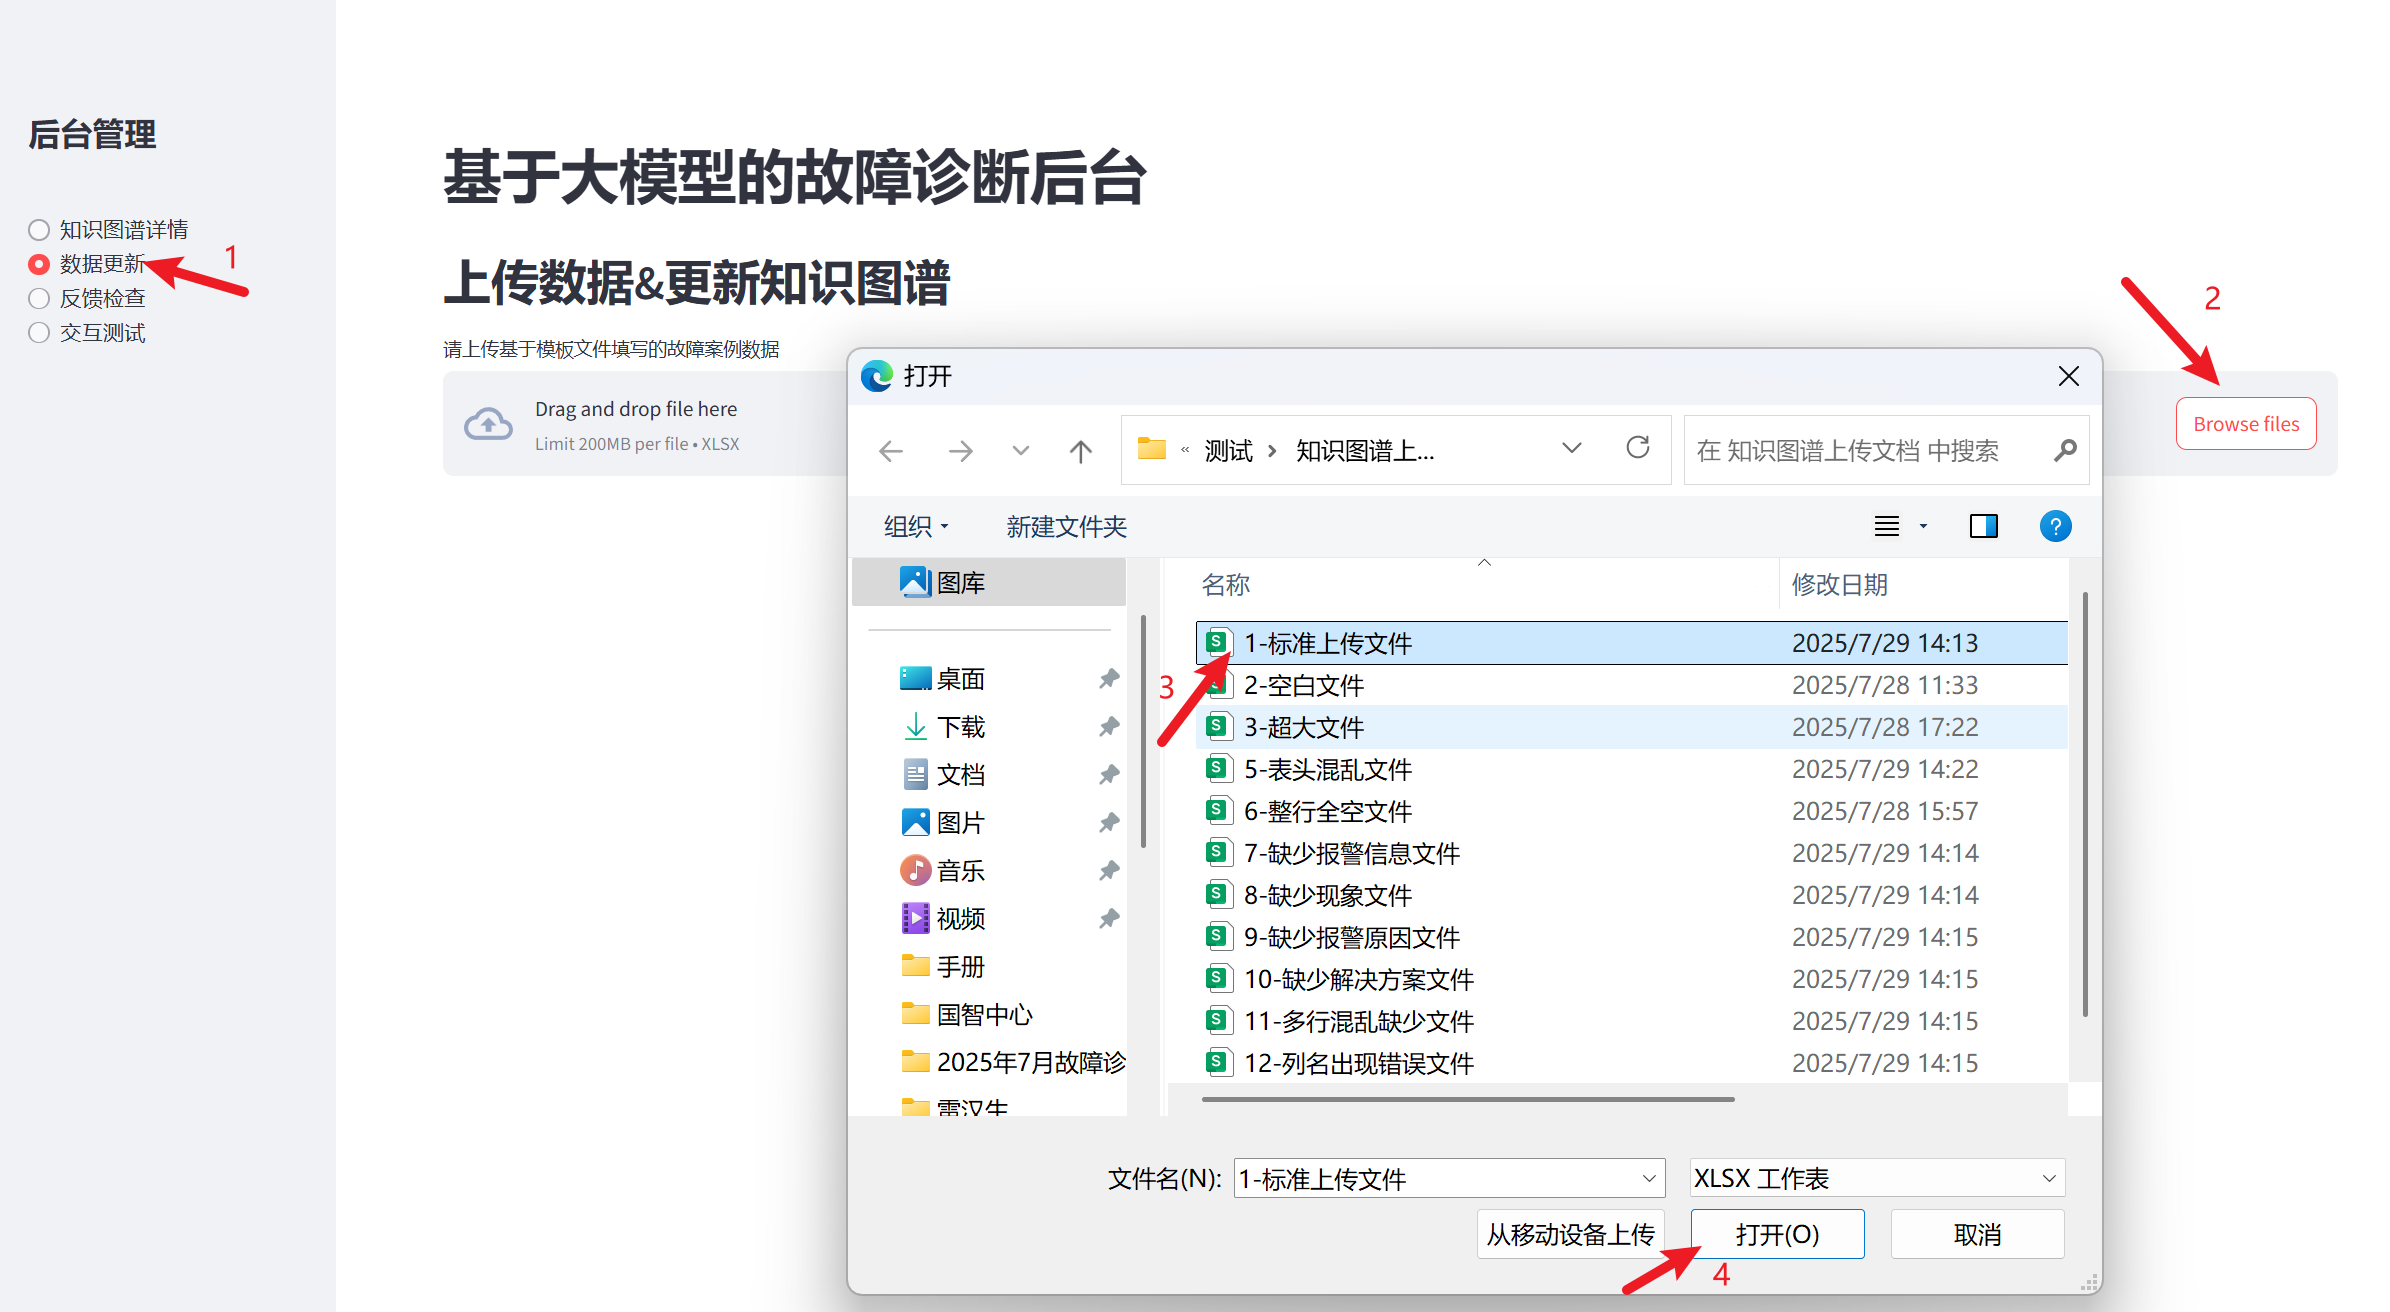 后台管理
知识图谱详情
数据更新
反馈检查
交互测试
1
基于大模型的故障诊断后台
上传数据&更新知识图谱
请上传基于模板文件填写的故障案例数据
Drag and drop file here
Limit 200MB per file • XLSX
Browse files
2
打开
« 测试 › 知识图谱上...
在 知识图谱上传文档 中搜索
组织
新建文件夹
图库
桌面
下载
文档
图片
音乐
视频
手册
国智中心
2025年7月故障诊
雷汉生
名称 修改日期
1-标准上传文件 2025/7/29 14:13
2-空白文件 2025/7/28 11:33
3-超大文件 2025/7/28 17:22
5-表头混乱文件 2025/7/29 14:22
6-整行全空文件 2025/7/28 15:57
7-缺少报警信息文件 2025/7/29 14:14
8-缺少现象文件 2025/7/29 14:14
9-缺少报警原因文件 2025/7/29 14:15
10-缺少解决方案文件 2025/7/29 14:15
11-多行混乱缺少文件 2025/7/29 14:15
12-列名出现错误文件 2025/7/29 14:15
3
文件名(N): 1-标准上传文件
XLSX 工作表
从移动设备上传
打开(O)
取消
4